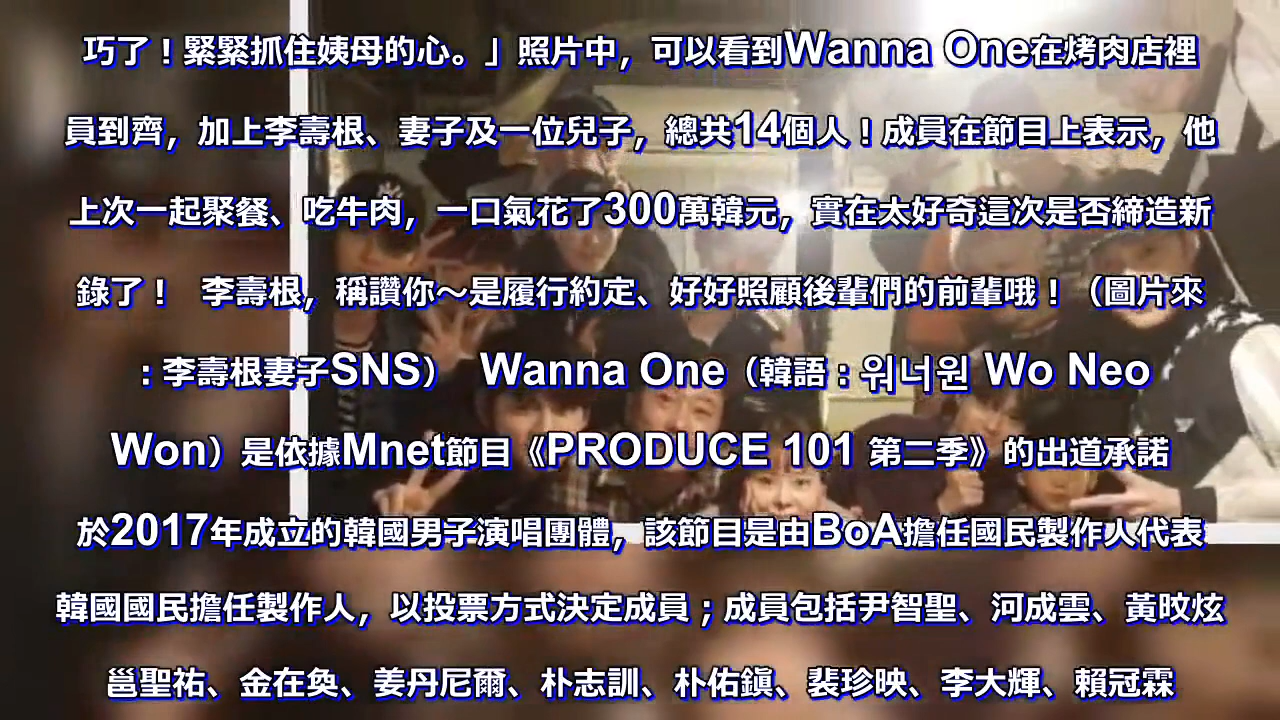 巧了！緊緊抓住姨母的心。」照片中，可以看到Wanna One在烤肉店裡
員到齊，加上李壽根、妻子及一位兒子，總共14個人！成員在節目上表示，他
上次一起聚餐、吃牛肉，一口氣花了300萬韓元，實在太好奇這次是否締造新
錄了！ 李壽根，稱讚你～是履行約定、好好照顧後輩們的前輩哦！（圖片來
：李壽根妻子SNS） Wanna One（韓語：워너원 Wo Neo
Won）是依據Mnet節目《PRODUCE 101 第二季》的出道承諾
於2017年成立的韓國男子演唱團體，該節目是由BoA擔任國民製作人代表
韓國國民擔任製作人，以投票方式決定成員；成員包括尹智聖、河成雲、黃旼炫
邕聖祐、金在奐、姜丹尼爾、朴志訓、朴佑鎭、裴珍映、李大輝、賴冠霖